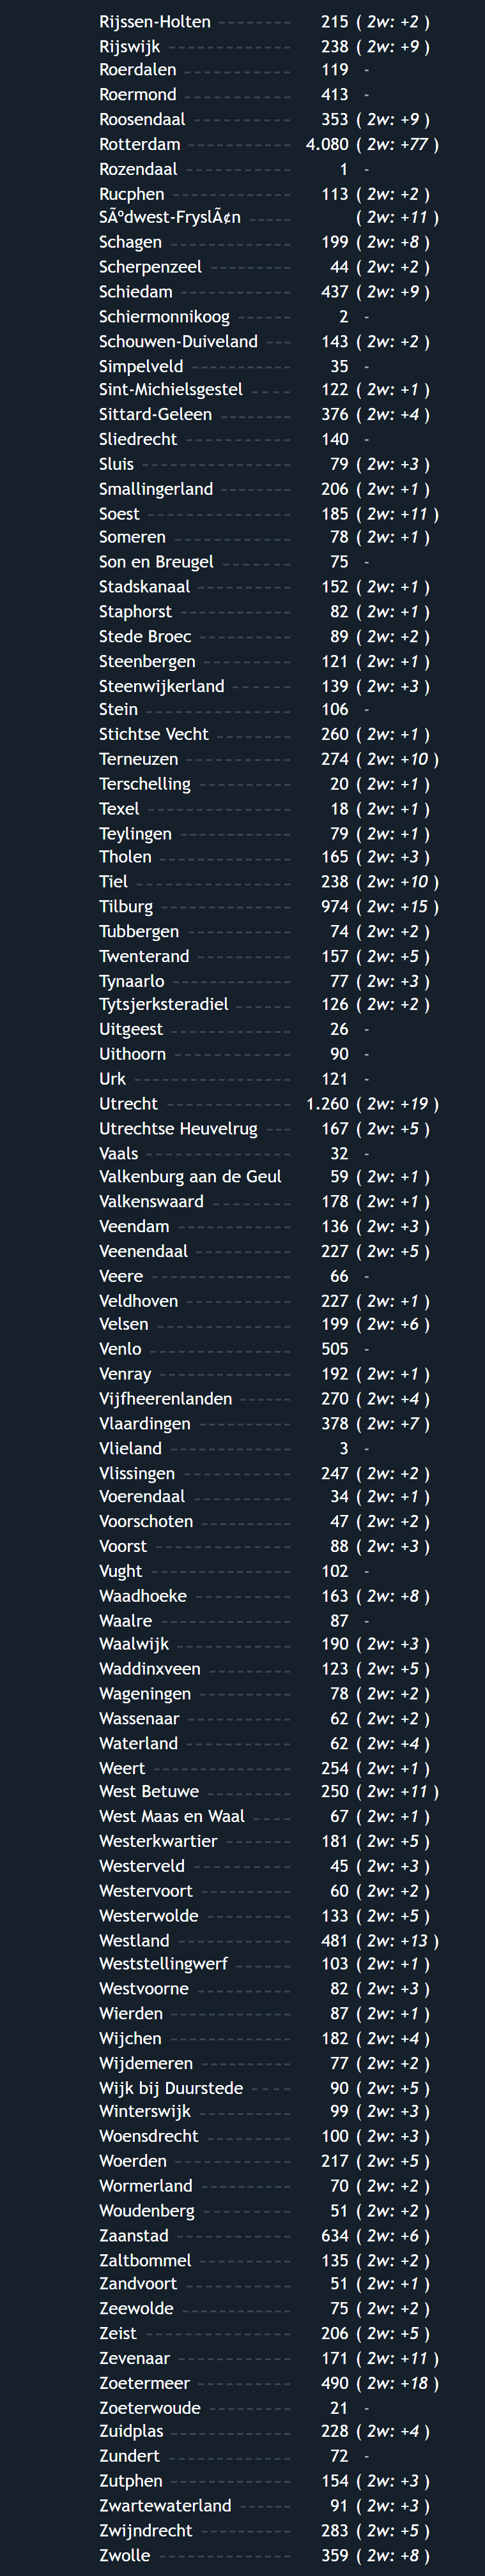 Rijssen-Holten 215 ( 2w: +2 )
Rijswijk 238 ( 2w: +9 )
Roerdalen 119 -
Roermond 413 -
Roosendaal 353 ( 2w: +9 )
Rotterdam 4.080 ( 2w: +77 )
Rozendaal 1 -
Rucphen 113 ( 2w: +2 )
SÃºdwest-FryslÃ¢n ( 2w: +11 )
Schagen 199 ( 2w: +8 )
Scherpenzeel 44 ( 2w: +2 )
Schiedam 437 ( 2w: +9 )
Schiermonnikoog 2 -
Schouwen-Duiveland 143 ( 2w: +2 )
Simpelveld 35 -
Sint-Michielsgestel 122 ( 2w: +1 )
Sittard-Geleen 376 ( 2w: +4 )
Sliedrecht 140 -
Sluis 79 ( 2w: +3 )
Smallingerland 206 ( 2w: +1 )
Soest 185 ( 2w: +11 )
Someren 78 ( 2w: +1 )
Son en Breugel 75 -
Stadskanaal 152 ( 2w: +1 )
Staphorst 82 ( 2w: +1 )
Stede Broec 89 ( 2w: +2 )
Steenbergen 121 ( 2w: +1 )
Steenwijkerland 139 ( 2w: +3 )
Stein 106 -
Stichtse Vecht 260 ( 2w: +1 )
Terneuzen 274 ( 2w: +10 )
Terschelling 20 ( 2w: +1 )
Texel 18 ( 2w: +1 )
Teylingen 79 ( 2w: +1 )
Tholen 165 ( 2w: +3 )
Tiel 238 ( 2w: +10 )
Tilburg 974 ( 2w: +15 )
Tubbergen 74 ( 2w: +2 )
Twenterand 157 ( 2w: +5 )
Tynaarlo 77 ( 2w: +3 )
Tytsjerksteradiel 126 ( 2w: +2 )
Uitgeest 26 -
Uithoorn 90 -
Urk 121 -
Utrecht 1.260 ( 2w: +19 )
Utrechtse Heuvelrug 167 ( 2w: +5 )
Vaals 32 -
Valkenburg aan de Geul 59 ( 2w: +1 )
Valkenswaard 178 ( 2w: +1 )
Veendam 136 ( 2w: +3 )
Veenendaal 227 ( 2w: +5 )
Veere 66 -
Veldhoven 227 ( 2w: +1 )
Velsen 199 ( 2w: +6 )
Venlo 505 -
Venray 192 ( 2w: +1 )
Vijfheerenlanden 270 ( 2w: +4 )
Vlaardingen 378 ( 2w: +7 )
Vlieland 3 -
Vlissingen 247 ( 2w: +2 )
Voerendaal 34 ( 2w: +1 )
Voorschoten 47 ( 2w: +2 )
Voorst 88 ( 2w: +3 )
Vught 102 -
Waadhoeke 163 ( 2w: +8 )
Waalre 87 -
Waalwijk 190 ( 2w: +3 )
Waddinxveen 123 ( 2w: +5 )
Wageningen 78 ( 2w: +2 )
Wassenaar 62 ( 2w: +2 )
Waterland 62 ( 2w: +4 )
Weert 254 ( 2w: +1 )
West Betuwe 250 ( 2w: +11 )
West Maas en Waal 67 ( 2w: +1 )
Westerkwartier 181 ( 2w: +5 )
Westerveld 45 ( 2w: +3 )
Westervoort 60 ( 2w: +2 )
Westerwolde 133 ( 2w: +5 )
Westland 481 ( 2w: +13 )
Weststellingwerf 103 ( 2w: +1 )
Westvoorne 82 ( 2w: +3 )
Wierden 87 ( 2w: +1 )
Wijchen 182 ( 2w: +4 )
Wijdemeren 77 ( 2w: +2 )
Wijk bij Duurstede 90 ( 2w: +5 )
Winterswijk 99 ( 2w: +3 )
Woensdrecht 100 ( 2w: +3 )
Woerden 217 ( 2w: +5 )
Wormerland 70 ( 2w: +2 )
Woudenberg 51 ( 2w: +2 )
Zaanstad 634 ( 2w: +6 )
Zaltbommel 135 ( 2w: +2 )
Zandvoort 51 ( 2w: +1 )
Zeewolde 75 ( 2w: +2 )
Zeist 206 ( 2w: +5 )
Zevenaar 171 ( 2w: +11 )
Zoetermeer 490 ( 2w: +18 )
Zoeterwoude 21 -
Zuidplas 228 ( 2w: +4 )
Zundert 72 -
Zutphen 154 ( 2w: +3 )
Zwartewaterland 91 ( 2w: +3 )
Zwijndrecht 283 ( 2w: +5 )
Zwolle 359 ( 2w: +8 )